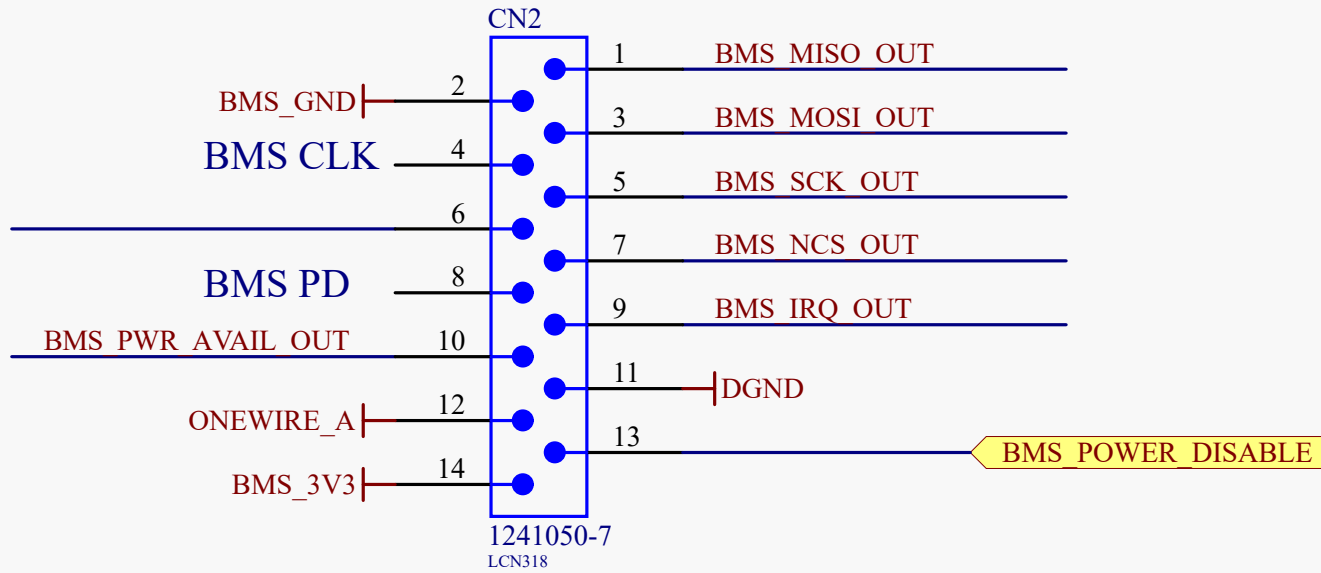 CN2
1 BMS_MISO_OUT
BMS_GND 2
3 BMS_MOSI_OUT
BMS CLK 4
5 BMS_SCK_OUT
6
7 BMS_NCS_OUT
BMS PD 8
9 BMS_IRQ_OUT
BMS_PWR_AVAIL_OUT 10
11 DGND
ONEWIRE_A 12
13 BMS_POWER_DISABLE
BMS_3V3 14
1241050-7
LCN318